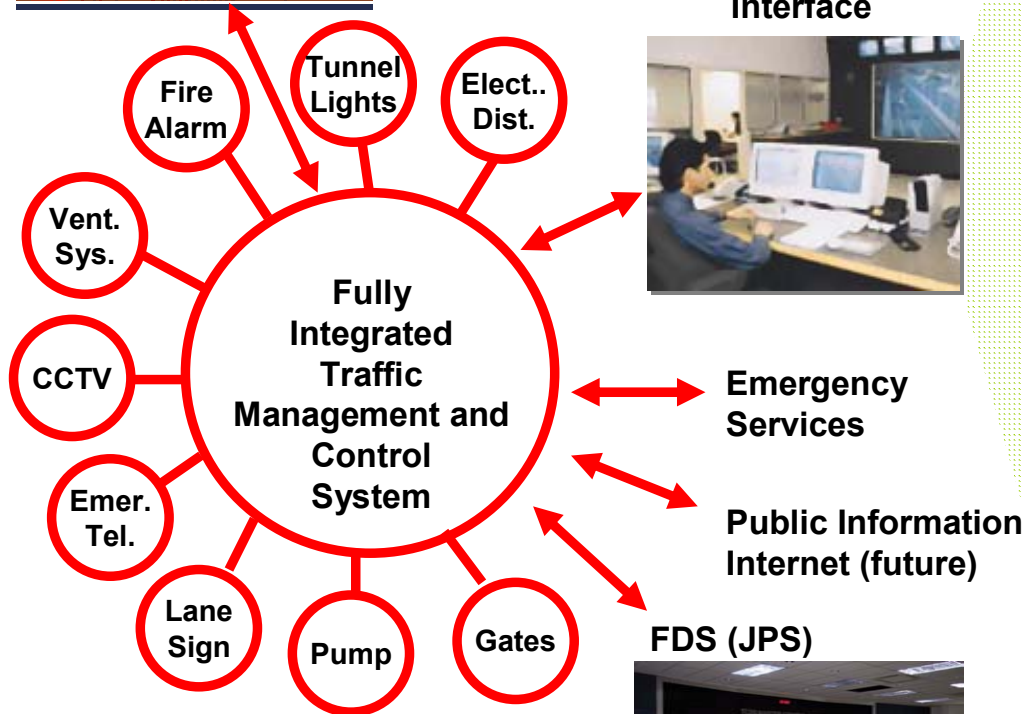 Interface
Tunnel
Lights
Elect..
Dist.
Fire
Alarm
Vent.
Sys.
CCTV
Emer.
Tel.
Lane
Sign
Pump
Gates
Fully
Integrated
Traffic
Management and
Control
System
Emergency
Services
Public Information
Internet (future)
FDS (JPS)